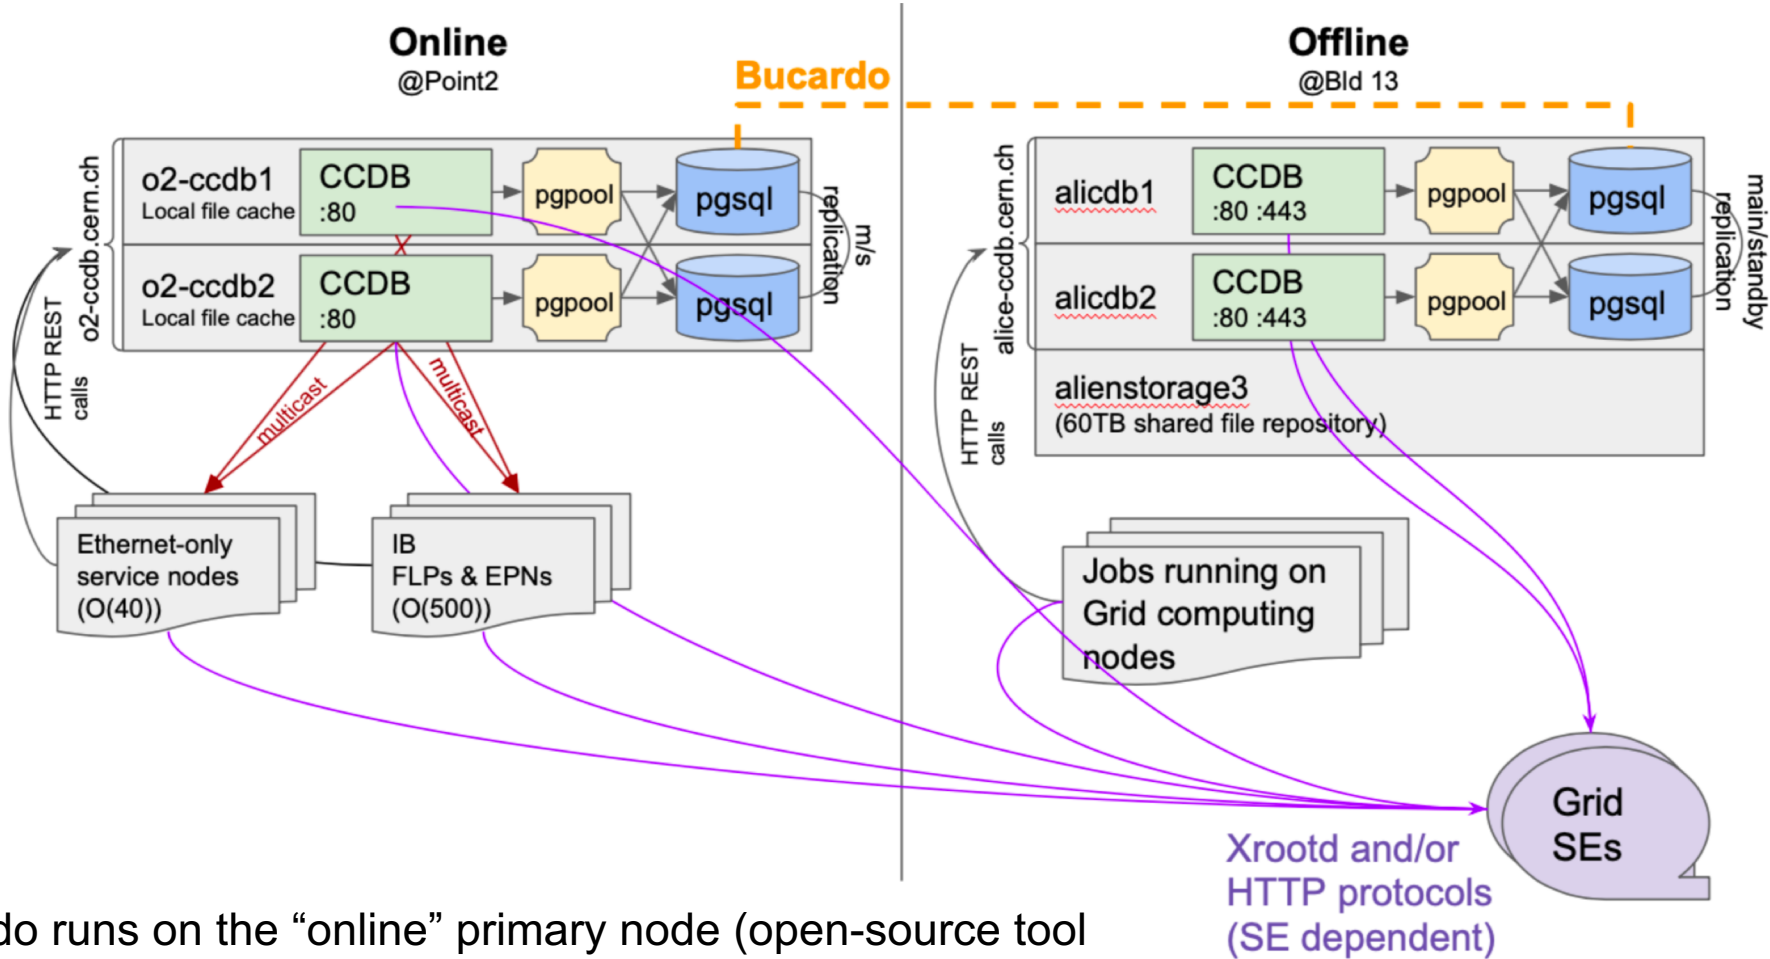 Online
@Point2
Bucardo
Offline
@Bld 13
o2-ccdb.cern.ch
o2-ccdb1
Local file cache
CCDB
:80
pgpool
pgsql
o2-ccdb2
Local file cache
CCDB
:80
pgpool
pgsql
replication
m/s
HTTP REST
calls
multicast
multicast
Ethernet-only
service nodes
(O(40))
IB
FLPs & EPNs
(O(500))
alice-ccdb.cern.ch
alicdb1
CCDB
:80 :443
pgpool
pgsql
alicdb2
CCDB
:80 :443
pgpool
pgsql
replication
main/standby
alienstorage3
(60TB shared file repository)
HTTP REST
calls
Jobs running on
Grid computing
nodes
Grid
SEs
Xrootd and/or
HTTP protocols
(SE dependent)
do runs on the “online” primary node (open-source tool